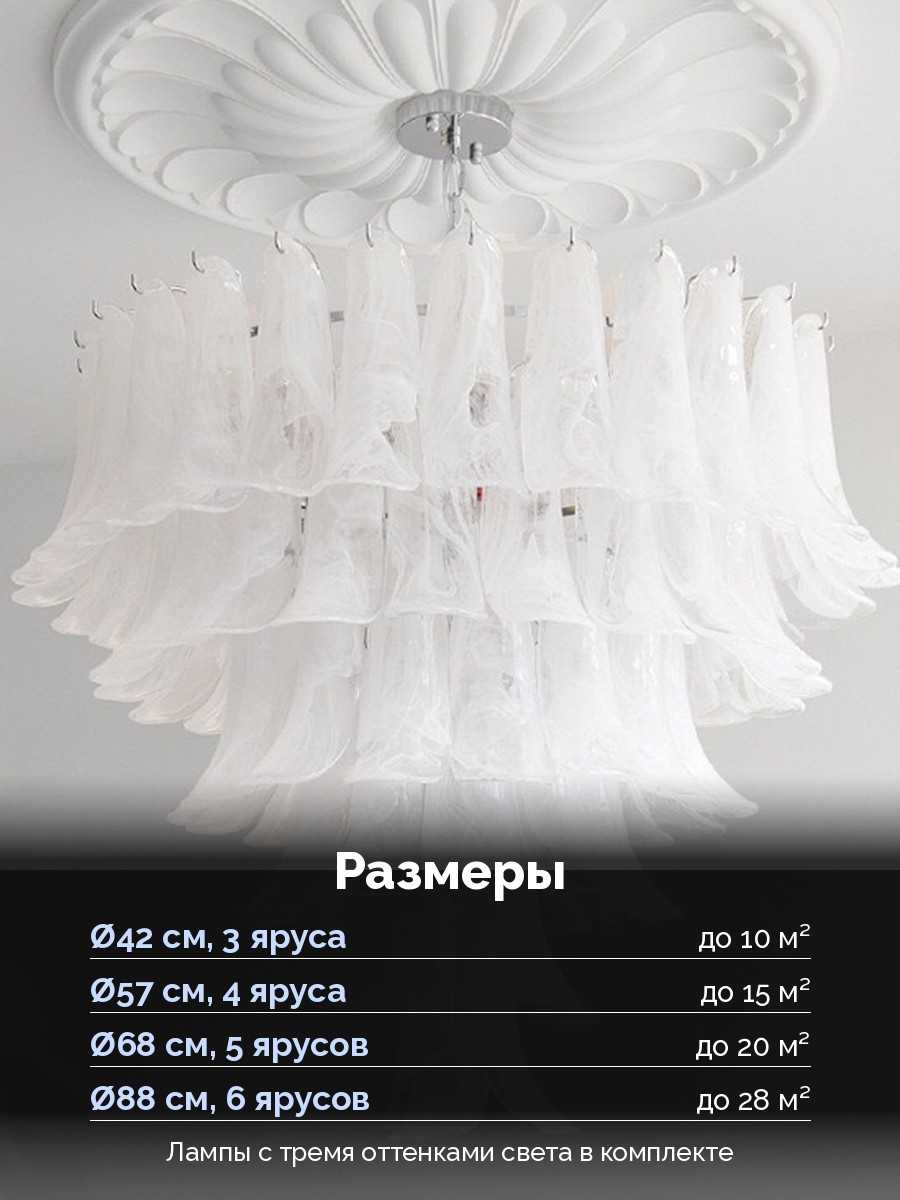 Размеры
Ø42 см, 3 яруса
до 10 м²
Ø57 см, 4 яруса
до 15 м²
Ø68 см, 5 ярусов
до 20 м²
Ø88 см, 6 ярусов
до 28 м²
Лампы с тремя оттенками света в комплекте